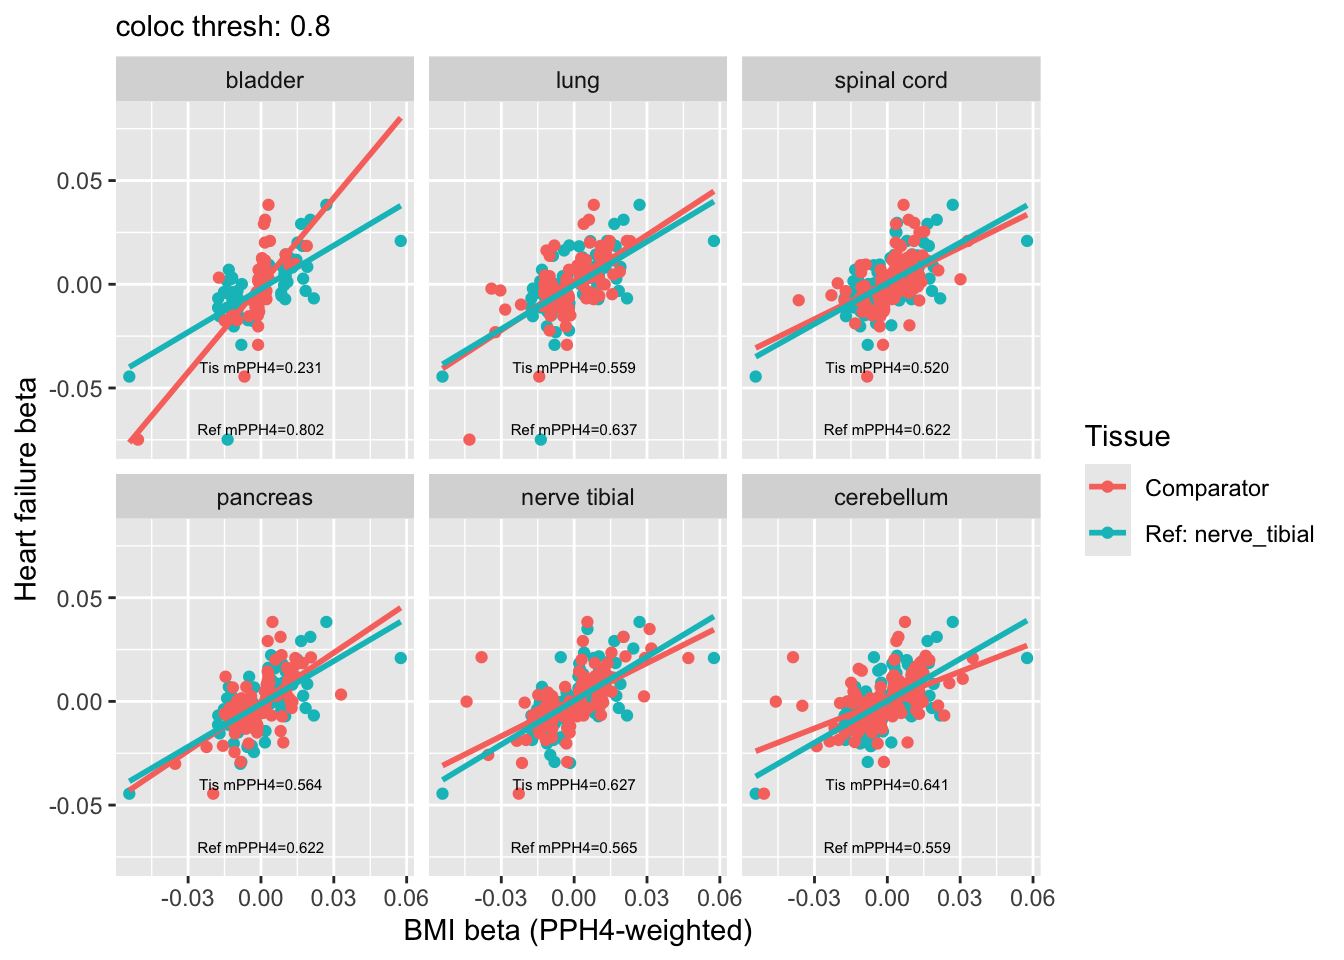 coloc thresh: 0.8
bladder
lung
spinal cord
0.05
0.00
-0.05
Tis mPPH4=0.231
Ref mPPH4=0.802
Tis mPPH4=0.559
Ref mPPH4=0.637
Tis mPPH4=0.520
Ref mPPH4=0.622
Heart failure beta
pancreas
nerve tibial
cerebellum
0.05
0.00
-0.05
Tis mPPH4=0.564
Ref mPPH4=0.622
Tis mPPH4=0.627
Ref mPPH4=0.565
Tis mPPH4=0.641
Ref mPPH4=0.559
-0.03 0.00 0.03 0.06
-0.03 0.00 0.03 0.06
-0.03 0.00 0.03 0.06
BMI beta (PPH4-weighted)
Tissue
Comparator
Ref: nerve_tibial